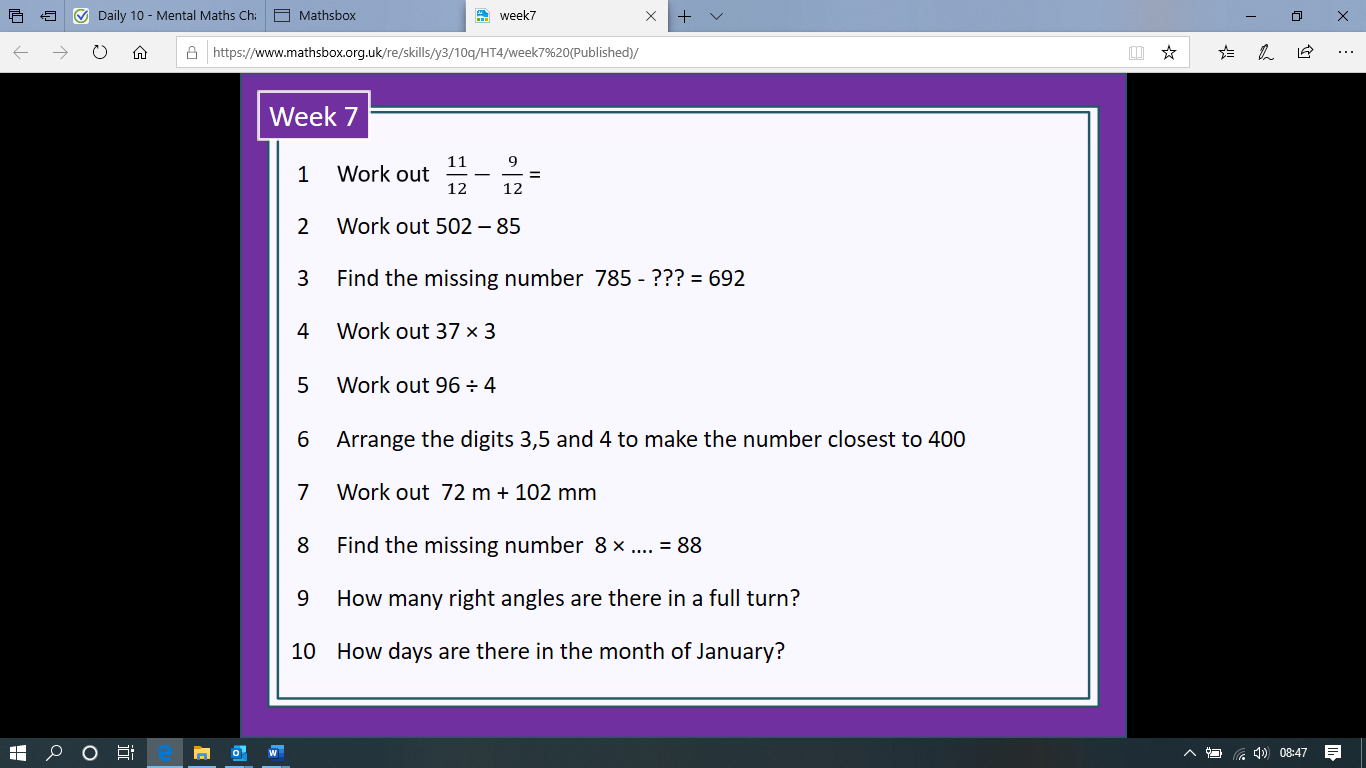 Daily 10 - Mental Maths Cha
Mathsbox
week7
https://www.mathsbox.org.uk/re/skills/y3/10q/HT4/week7%20(Published)/
Week 7
1 Work out 11/12 − 9/12 =
2 Work out 502 – 85
3 Find the missing number 785 - ??? = 692
4 Work out 37 × 3
5 Work out 96 ÷ 4
6 Arrange the digits 3,5 and 4 to make the number closest to 400
7 Work out 72 m + 102 mm
8 Find the missing number 8 × .... = 88
9 How many right angles are there in a full turn?
10 How days are there in the month of January?
08:47